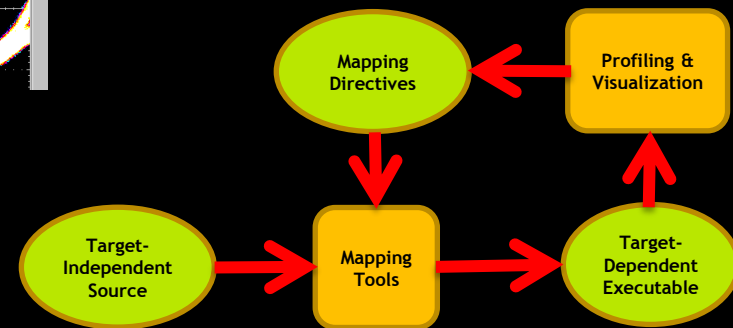 Mapping
Directives
Profiling &
Visualization
Target-
Independent
Source
Mapping
Tools
Target-
Dependent
Executable